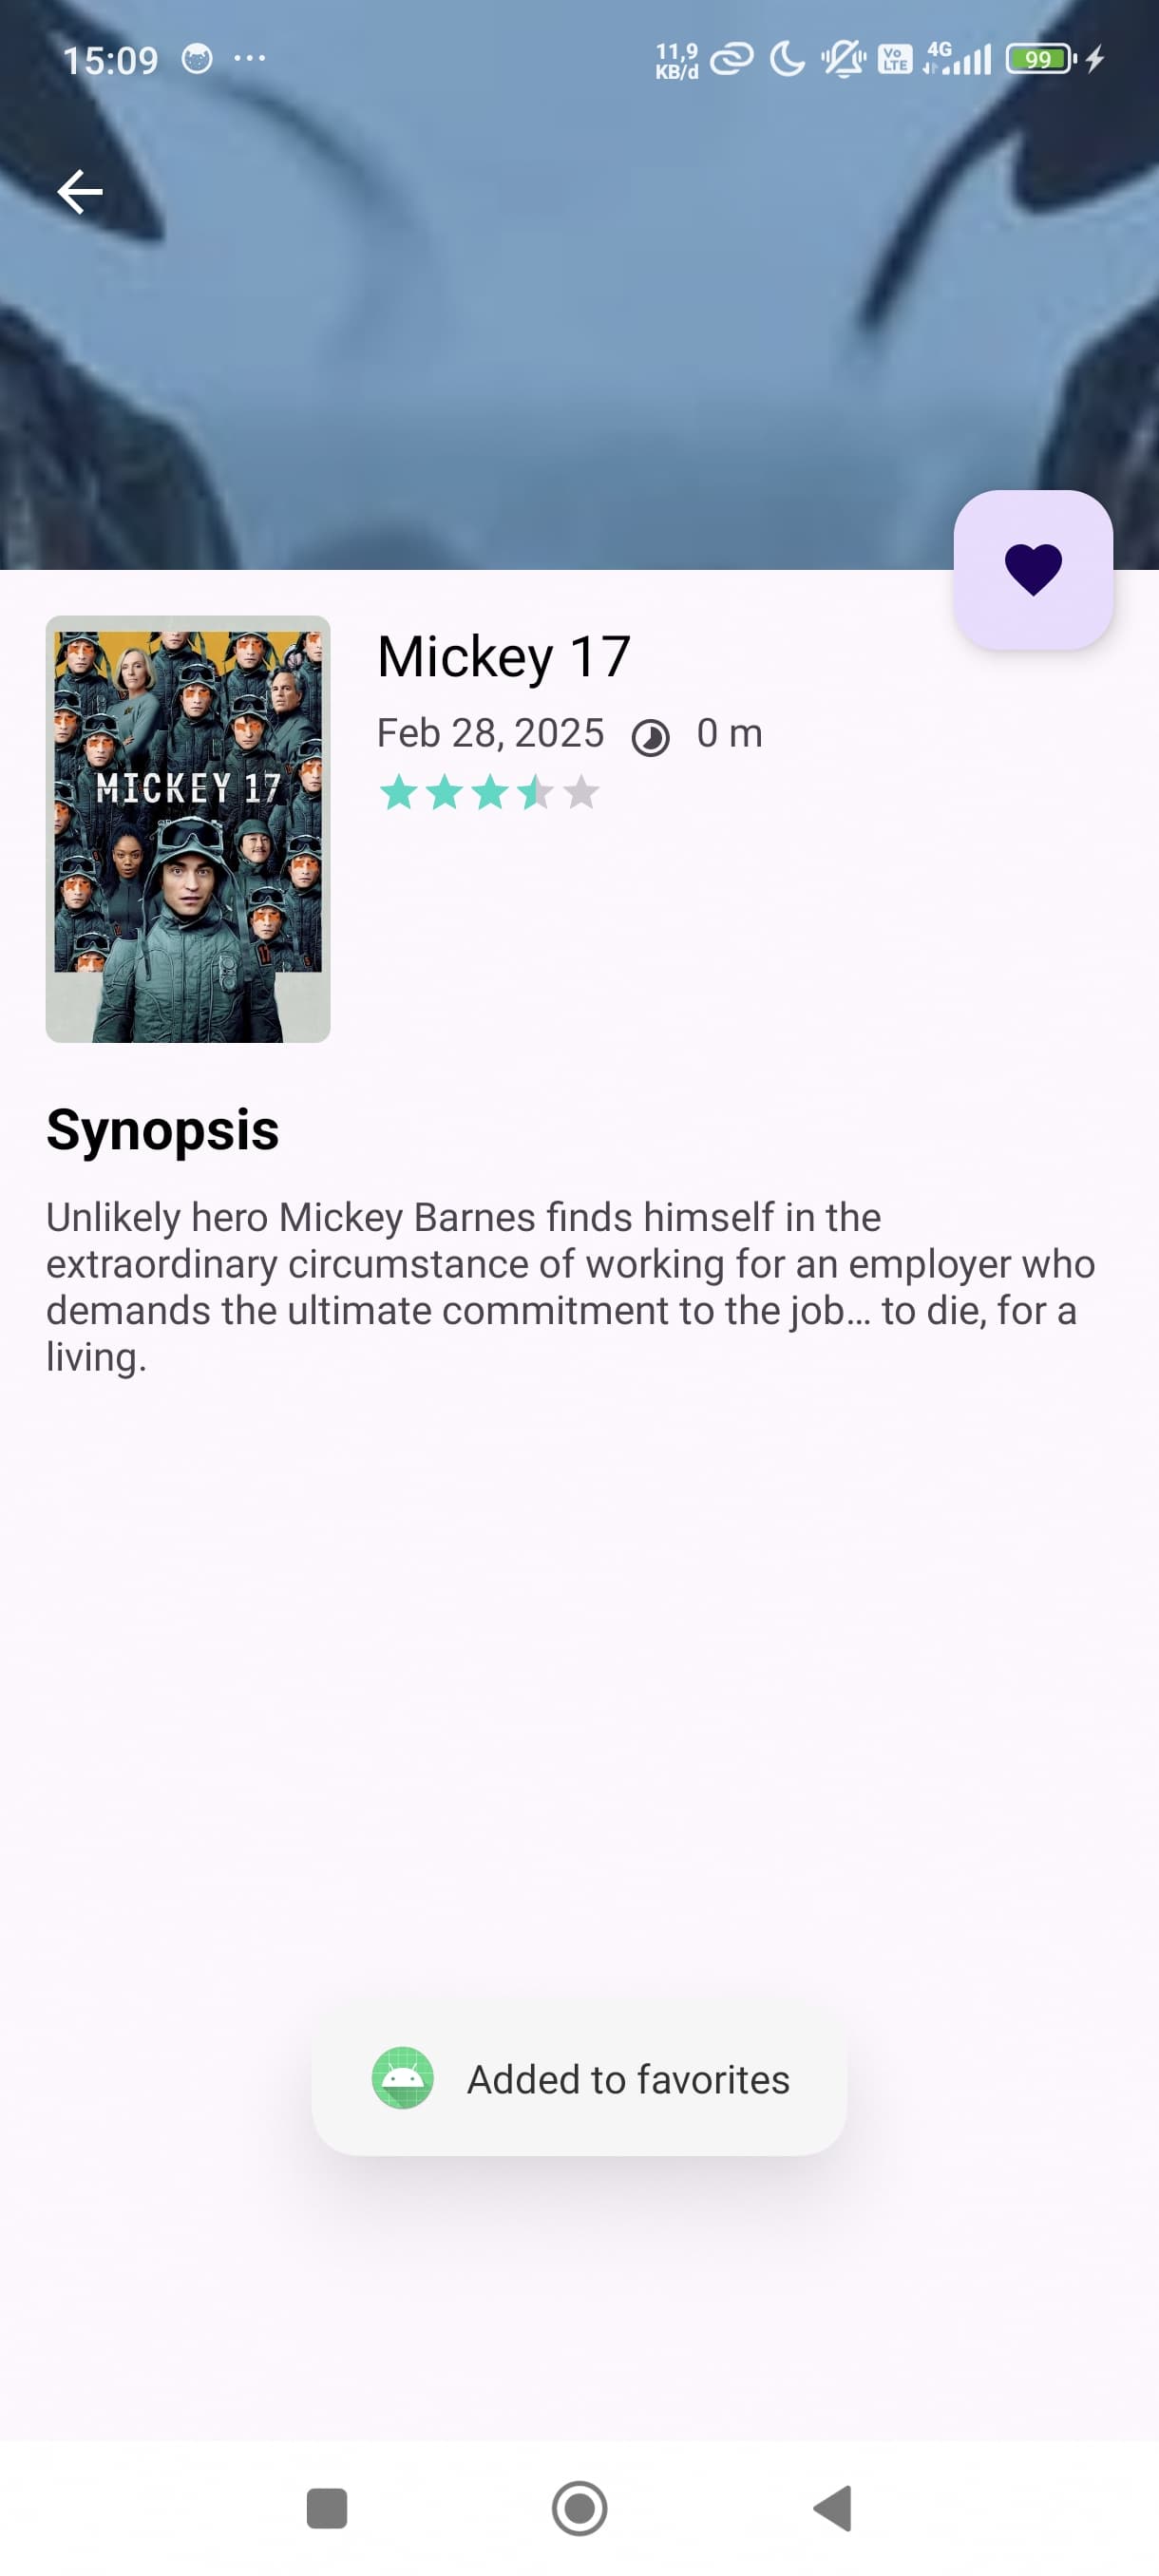 15:09 ...
11,9
KB/d
Vo
LTE
4G
99
Mickey 17
Feb 28, 2025 0 m
MICKEY 17
Synopsis
Unlikely hero Mickey Barnes finds himself in the
extraordinary circumstance of working for an employer who
demands the ultimate commitment to the job… to die, for a
living.
Added to favorites